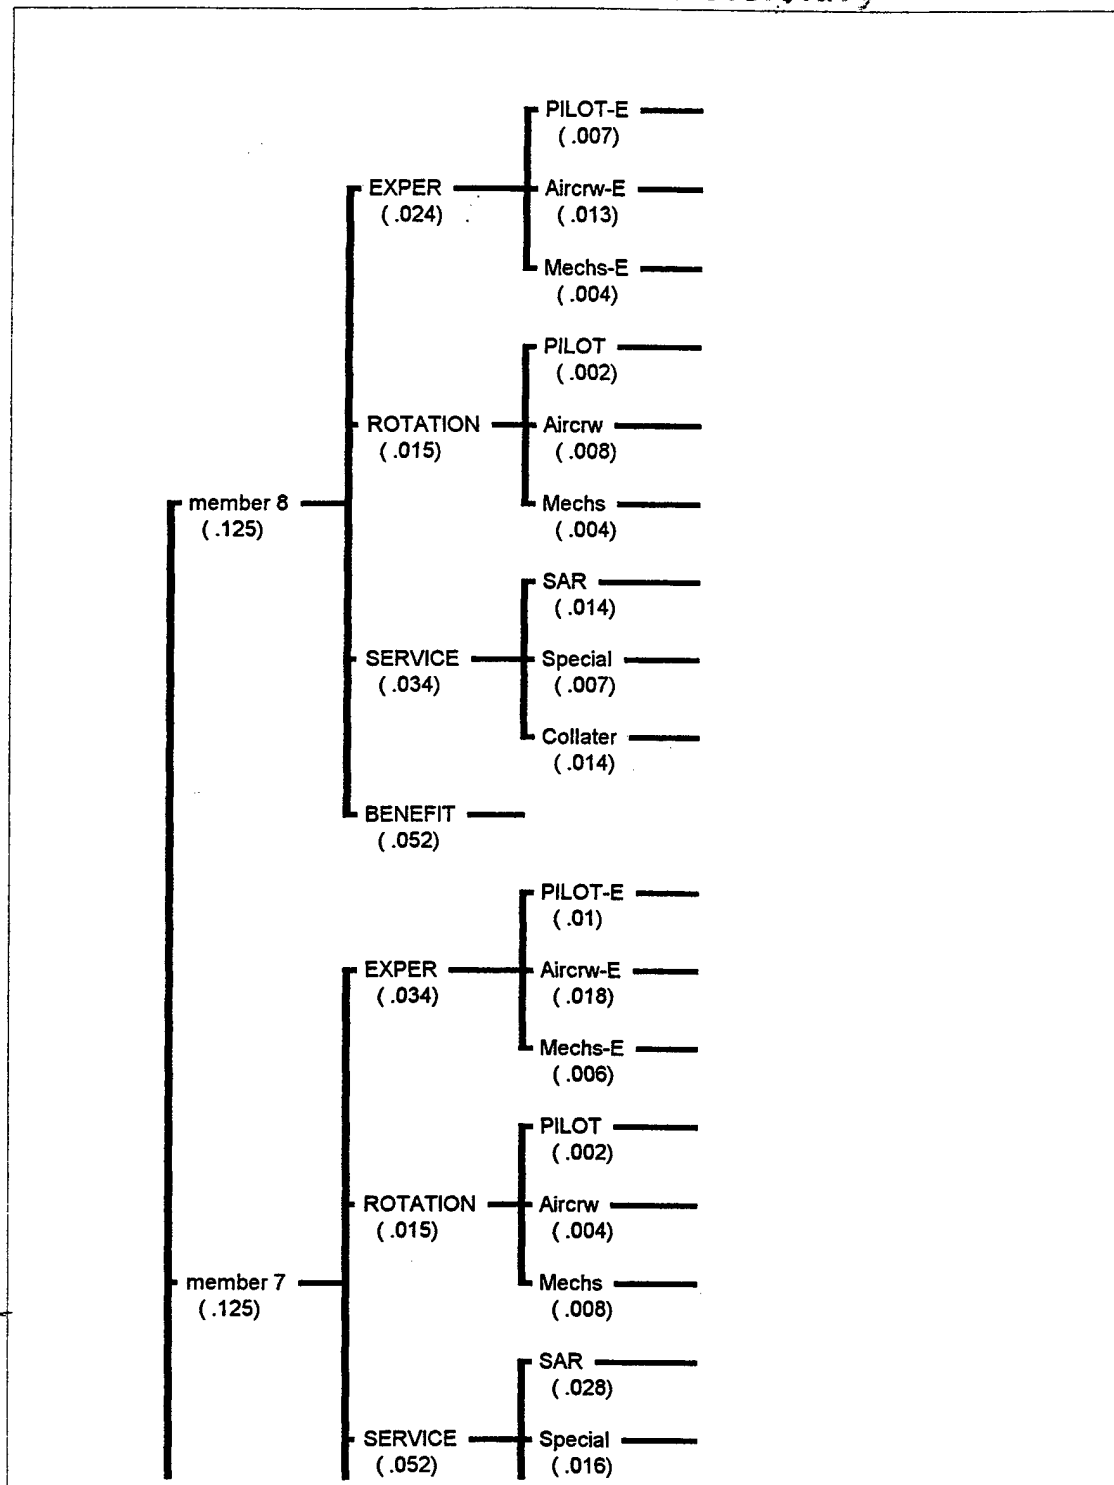 PILOT-E
( .007)
EXPER
( .024)
Aircrw-E
( .013)
Mechs-E
( .004)
PILOT
( .002)
ROTATION
( .015)
Aircrw
( .008)
member 8
( .125)
Mechs
( .004)
SAR
( .014)
SERVICE
( .034)
Special
( .007)
Collater
( .014)
BENEFIT
( .052)
PILOT-E
( .01)
EXPER
( .034)
Aircrw-E
( .018)
Mechs-E
( .006)
PILOT
( .002)
ROTATION
( .015)
Aircrw
( .004)
member 7
( .125)
Mechs
( .008)
SAR
( .028)
SERVICE
( .052)
Special
( .016)